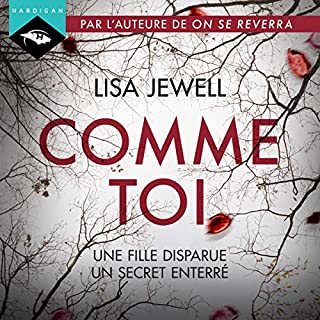 HARDIGAN
PAR L'AUTEURE DE ON SE REVERRA
LISA JEWELL
COMME
TOI
UNE FILLE DISPARUE
UN SECRET ENTERRÉ